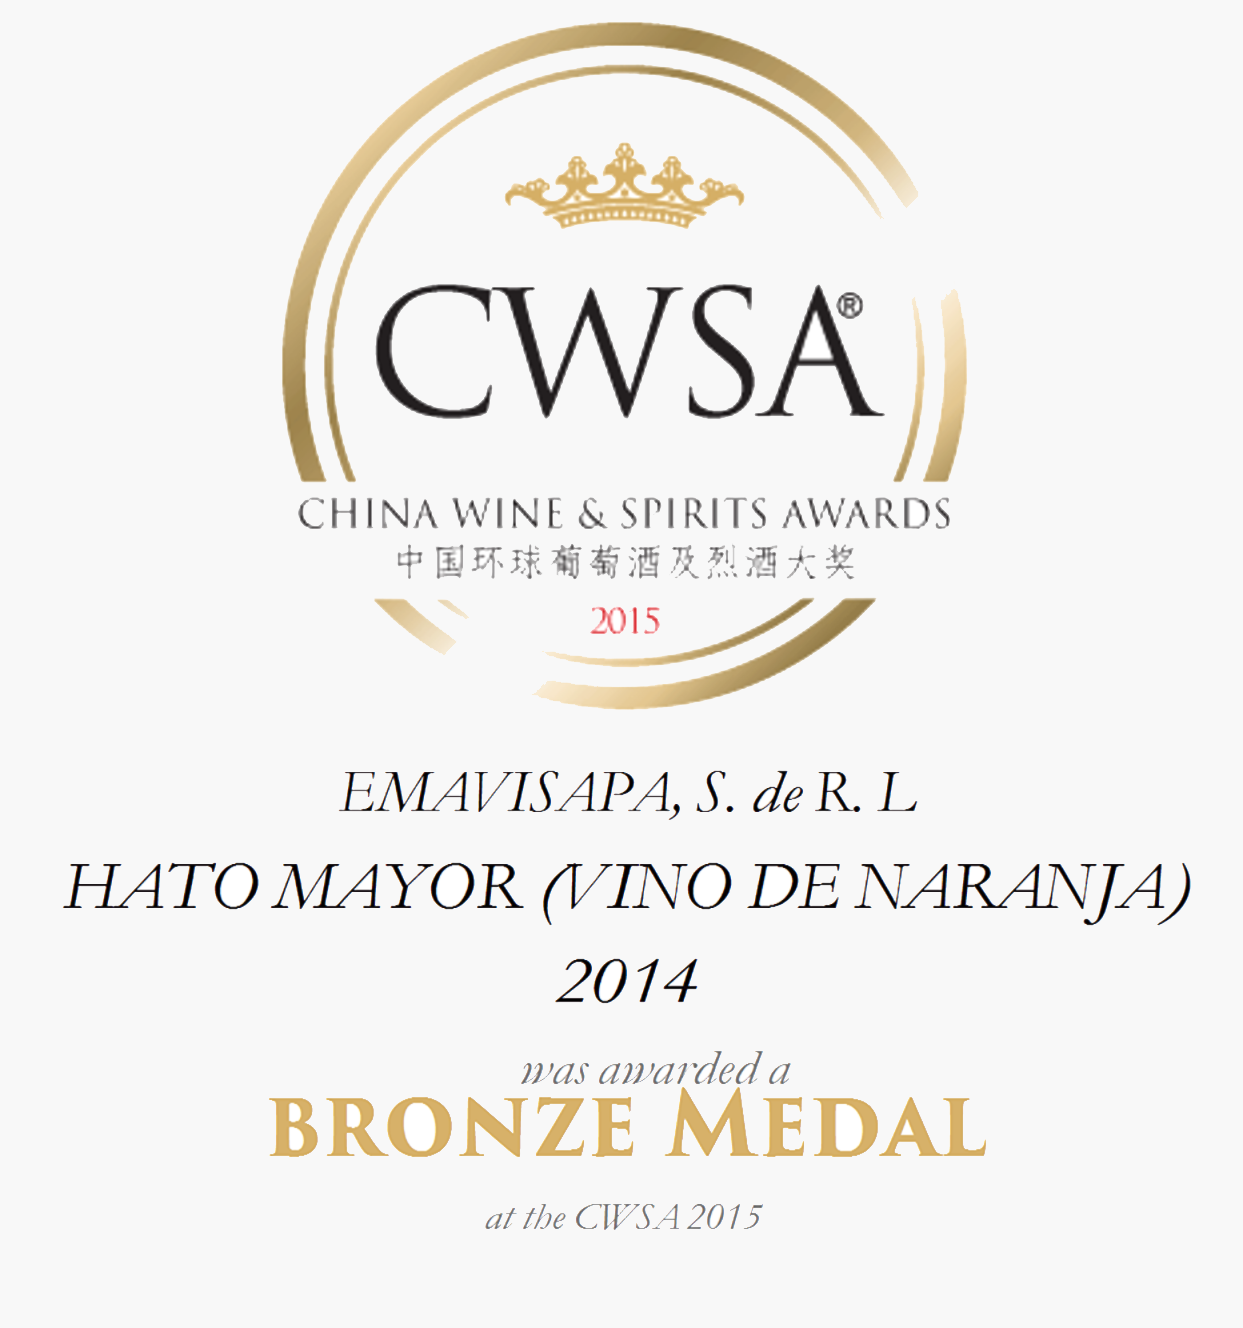 CWSA®
CHINA WINE & SPIRITS AWARDS
中国环球葡萄酒及烈酒大奖
2015
EMAVISAPA, S. de R. L
HATO MAYOR (VINO DE NARANJA)
2014
was awarded a
BRONZE MEDAL
at the CWSA 2015